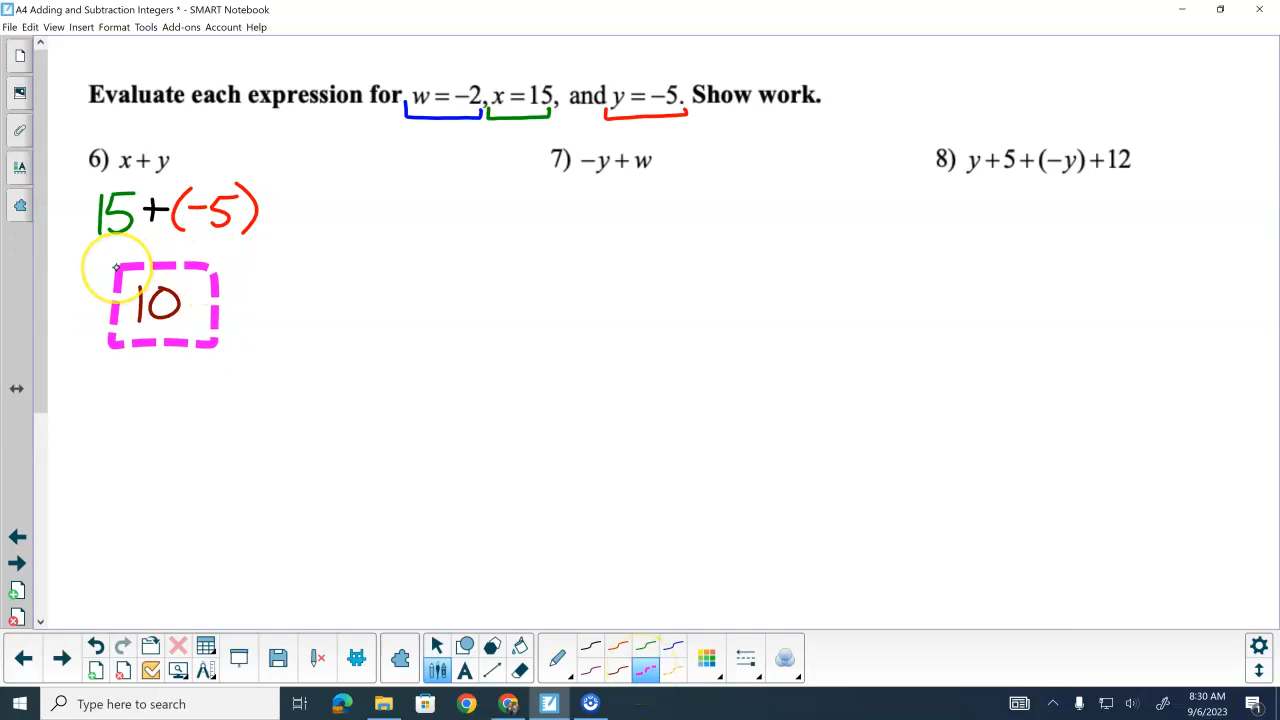 A4 Adding and Subtraction Integers * - SMART Notebook
File Edit View Insert Format Tools Add-ons Account Help
Evaluate each expression for w = −2, x = 15, and y = −5. Show work.
6) x + y
7) −y + w
8) y + 5 + (−y) + 12
15 + (−5)
10
Type here to search
8:30 AM
9/6/2023
1